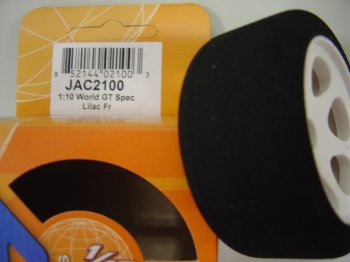 8 52144 02100 3
JAC2100
1:10 World GT Spec
Lilac Fr